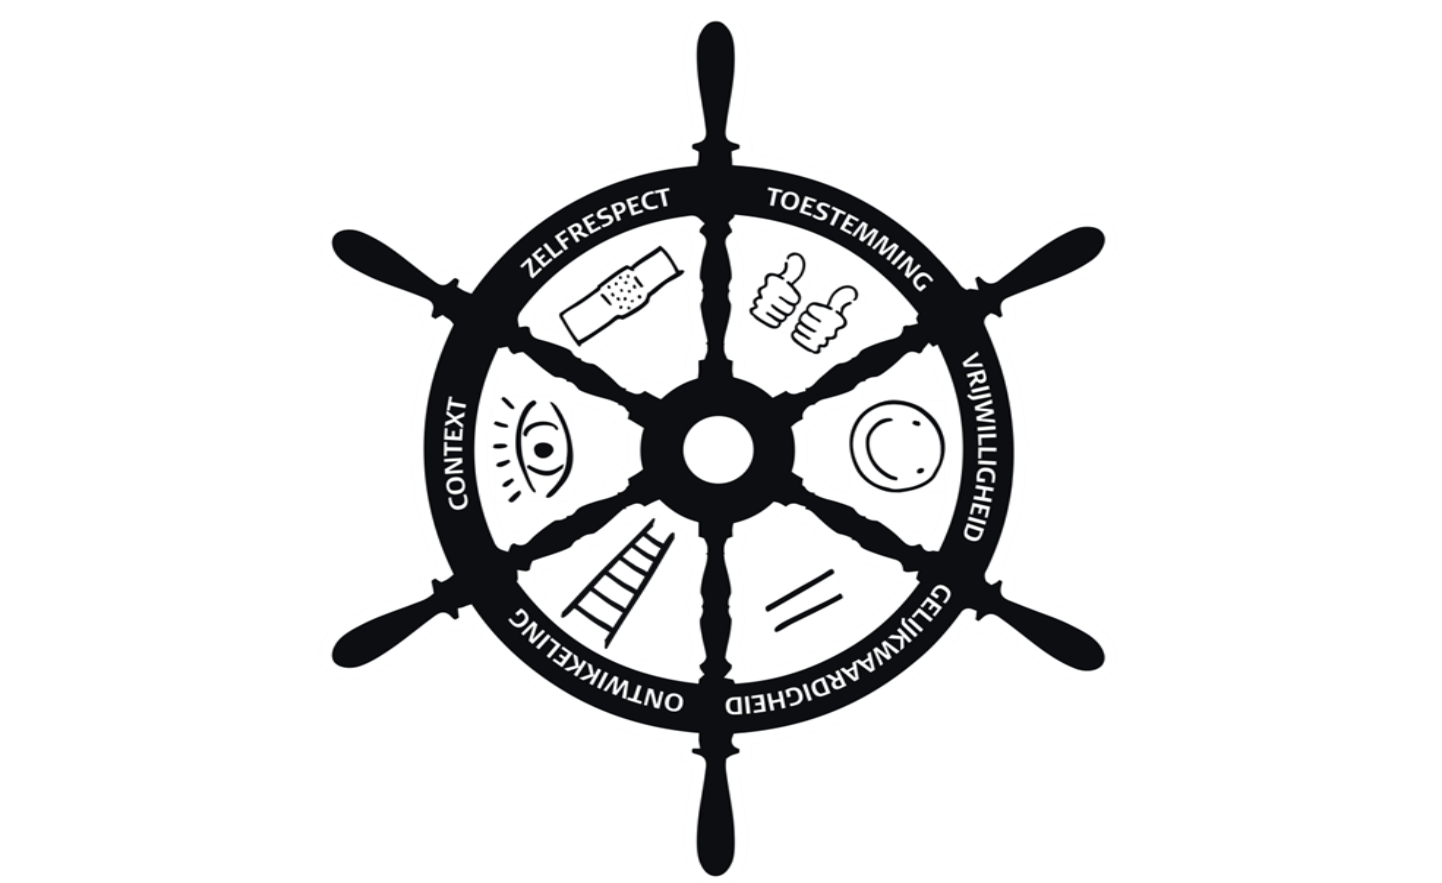 TOESTEMMING
VRIJWILLIGHEID
GELIJKWAARDIGHEID
ONTWIKKELING
CONTEXT
ZELFRESPECT